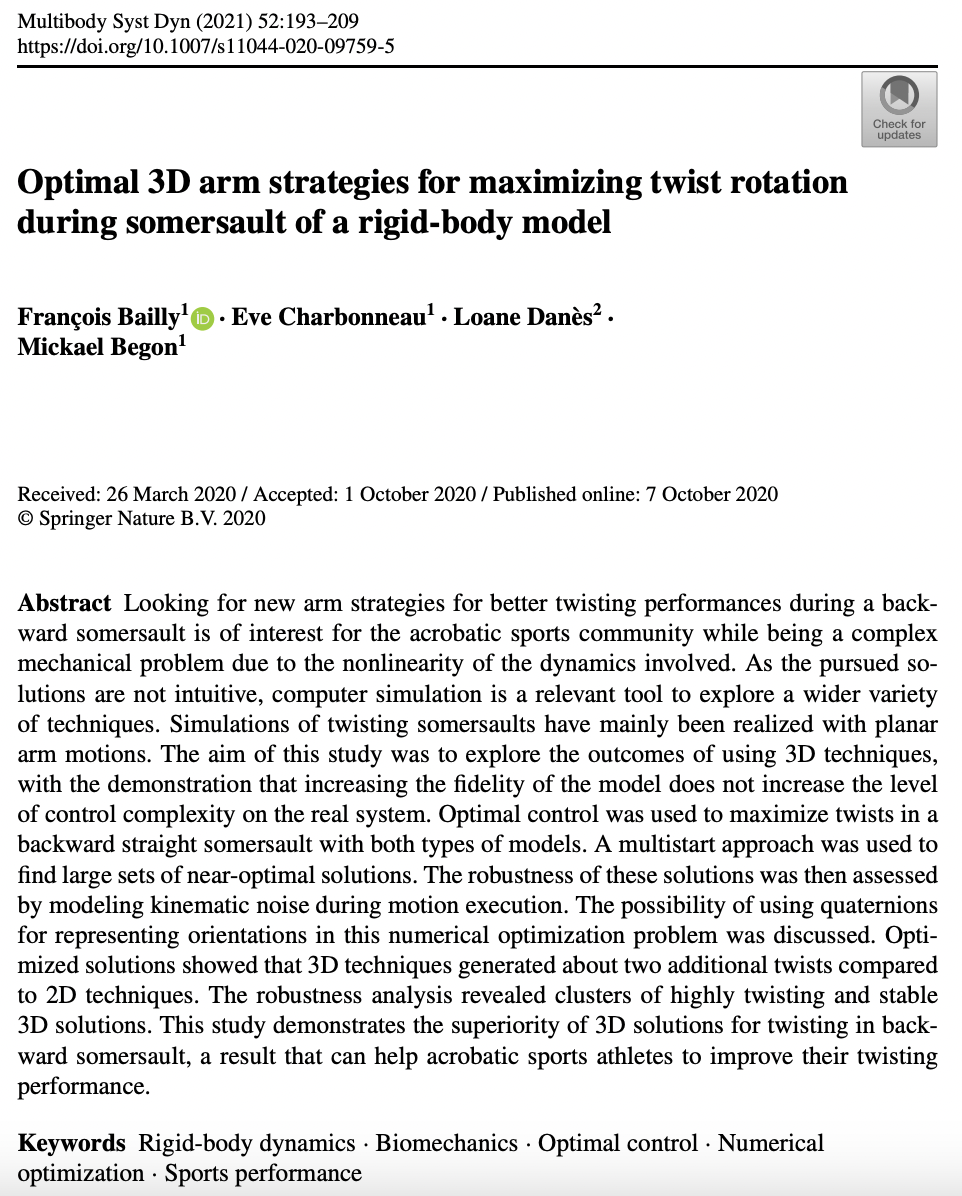 Multibody Syst Dyn (2021) 52:193–209
https://doi.org/10.1007/s11044-020-09759-5
Check for
updates
Optimal 3D arm strategies for maximizing twist rotation
during somersault of a rigid-body model
François Bailly1 iD · Eve Charbonneau1 · Loane Danès2 ·
Mickael Begon1
Received: 26 March 2020 / Accepted: 1 October 2020 / Published online: 7 October 2020
© Springer Nature B.V. 2020
Abstract Looking for new arm strategies for better twisting performances during a back-
ward somersault is of interest for the acrobatic sports community while being a complex
mechanical problem due to the nonlinearity of the dynamics involved. As the pursued so-
lutions are not intuitive, computer simulation is a relevant tool to explore a wider variety
of techniques. Simulations of twisting somersaults have mainly been realized with planar
arm motions. The aim of this study was to explore the outcomes of using 3D techniques,
with the demonstration that increasing the fidelity of the model does not increase the level
of control complexity on the real system. Optimal control was used to maximize twists in a
backward straight somersault with both types of models. A multistart approach was used to
find large sets of near-optimal solutions. The robustness of these solutions was then assessed
by modeling kinematic noise during motion execution. The possibility of using quaternions
for representing orientations in this numerical optimization problem was discussed. Opti-
mized solutions showed that 3D techniques generated about two additional twists compared
to 2D techniques. The robustness analysis revealed clusters of highly twisting and stable
3D solutions. This study demonstrates the superiority of 3D solutions for twisting in back-
ward somersault, a result that can help acrobatic sports athletes to improve their twisting
performance.
Keywords Rigid-body dynamics · Biomechanics · Optimal control · Numerical
optimization · Sports performance